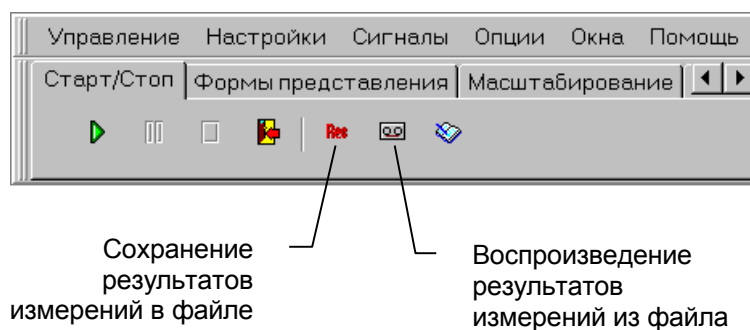 Управление Настройки Сигналы Опции Окна Помощь
Старт/Стоп Формы представления Масштабирование
Rec
Сохранение
результатов
измерений в файле
Воспроизведение
результатов
измерений из файла